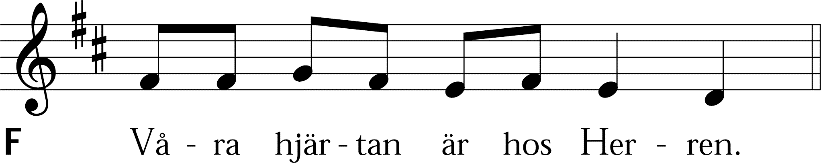 F Vå - ra hjär - tan är hos Her - ren.